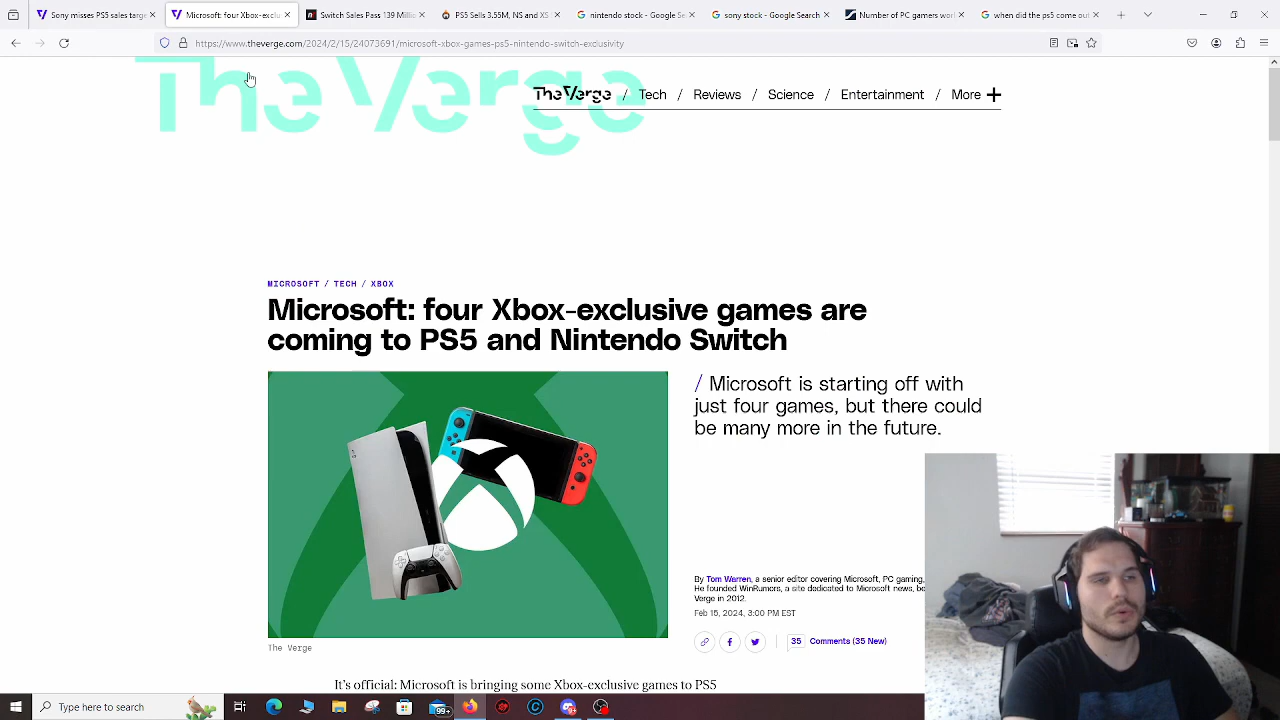 Sony misses PS5 sales target
Microsoft: four Xbox-exclu
Switch Sales Pass 139 Milli
PS5 Sells 3.55M, NS and XS
nintendo stock - Google Se
sony stock - Google Search
Number of PC gamers wor
when did the ps5 come out
https://www.theverge.com/2024/2/15/24073691/microsoft-xbox-games-ps5-nintendo-switch-exclusivity
The Verge
TheVerge / Tech / Reviews / Science / Entertainment / More +
MICROSOFT / TECH / XBOX
Microsoft: four Xbox-exclusive games are
coming to PS5 and Nintendo Switch
/ Microsoft is starting off with
just four games, but there could
be many more in the future.
By Tom Warren, a senior editor covering Microsoft, PC gaming,
He founded WinRumors, a site dedicated to Microsoft news, be
Verge in 2012.
Feb 15, 2024, 3:00 PM EST
35 Comments (35 New)
The Verge
It's official: Microsoft is bringing some Xbox-exclusive games to PS5
Type here to search
99+